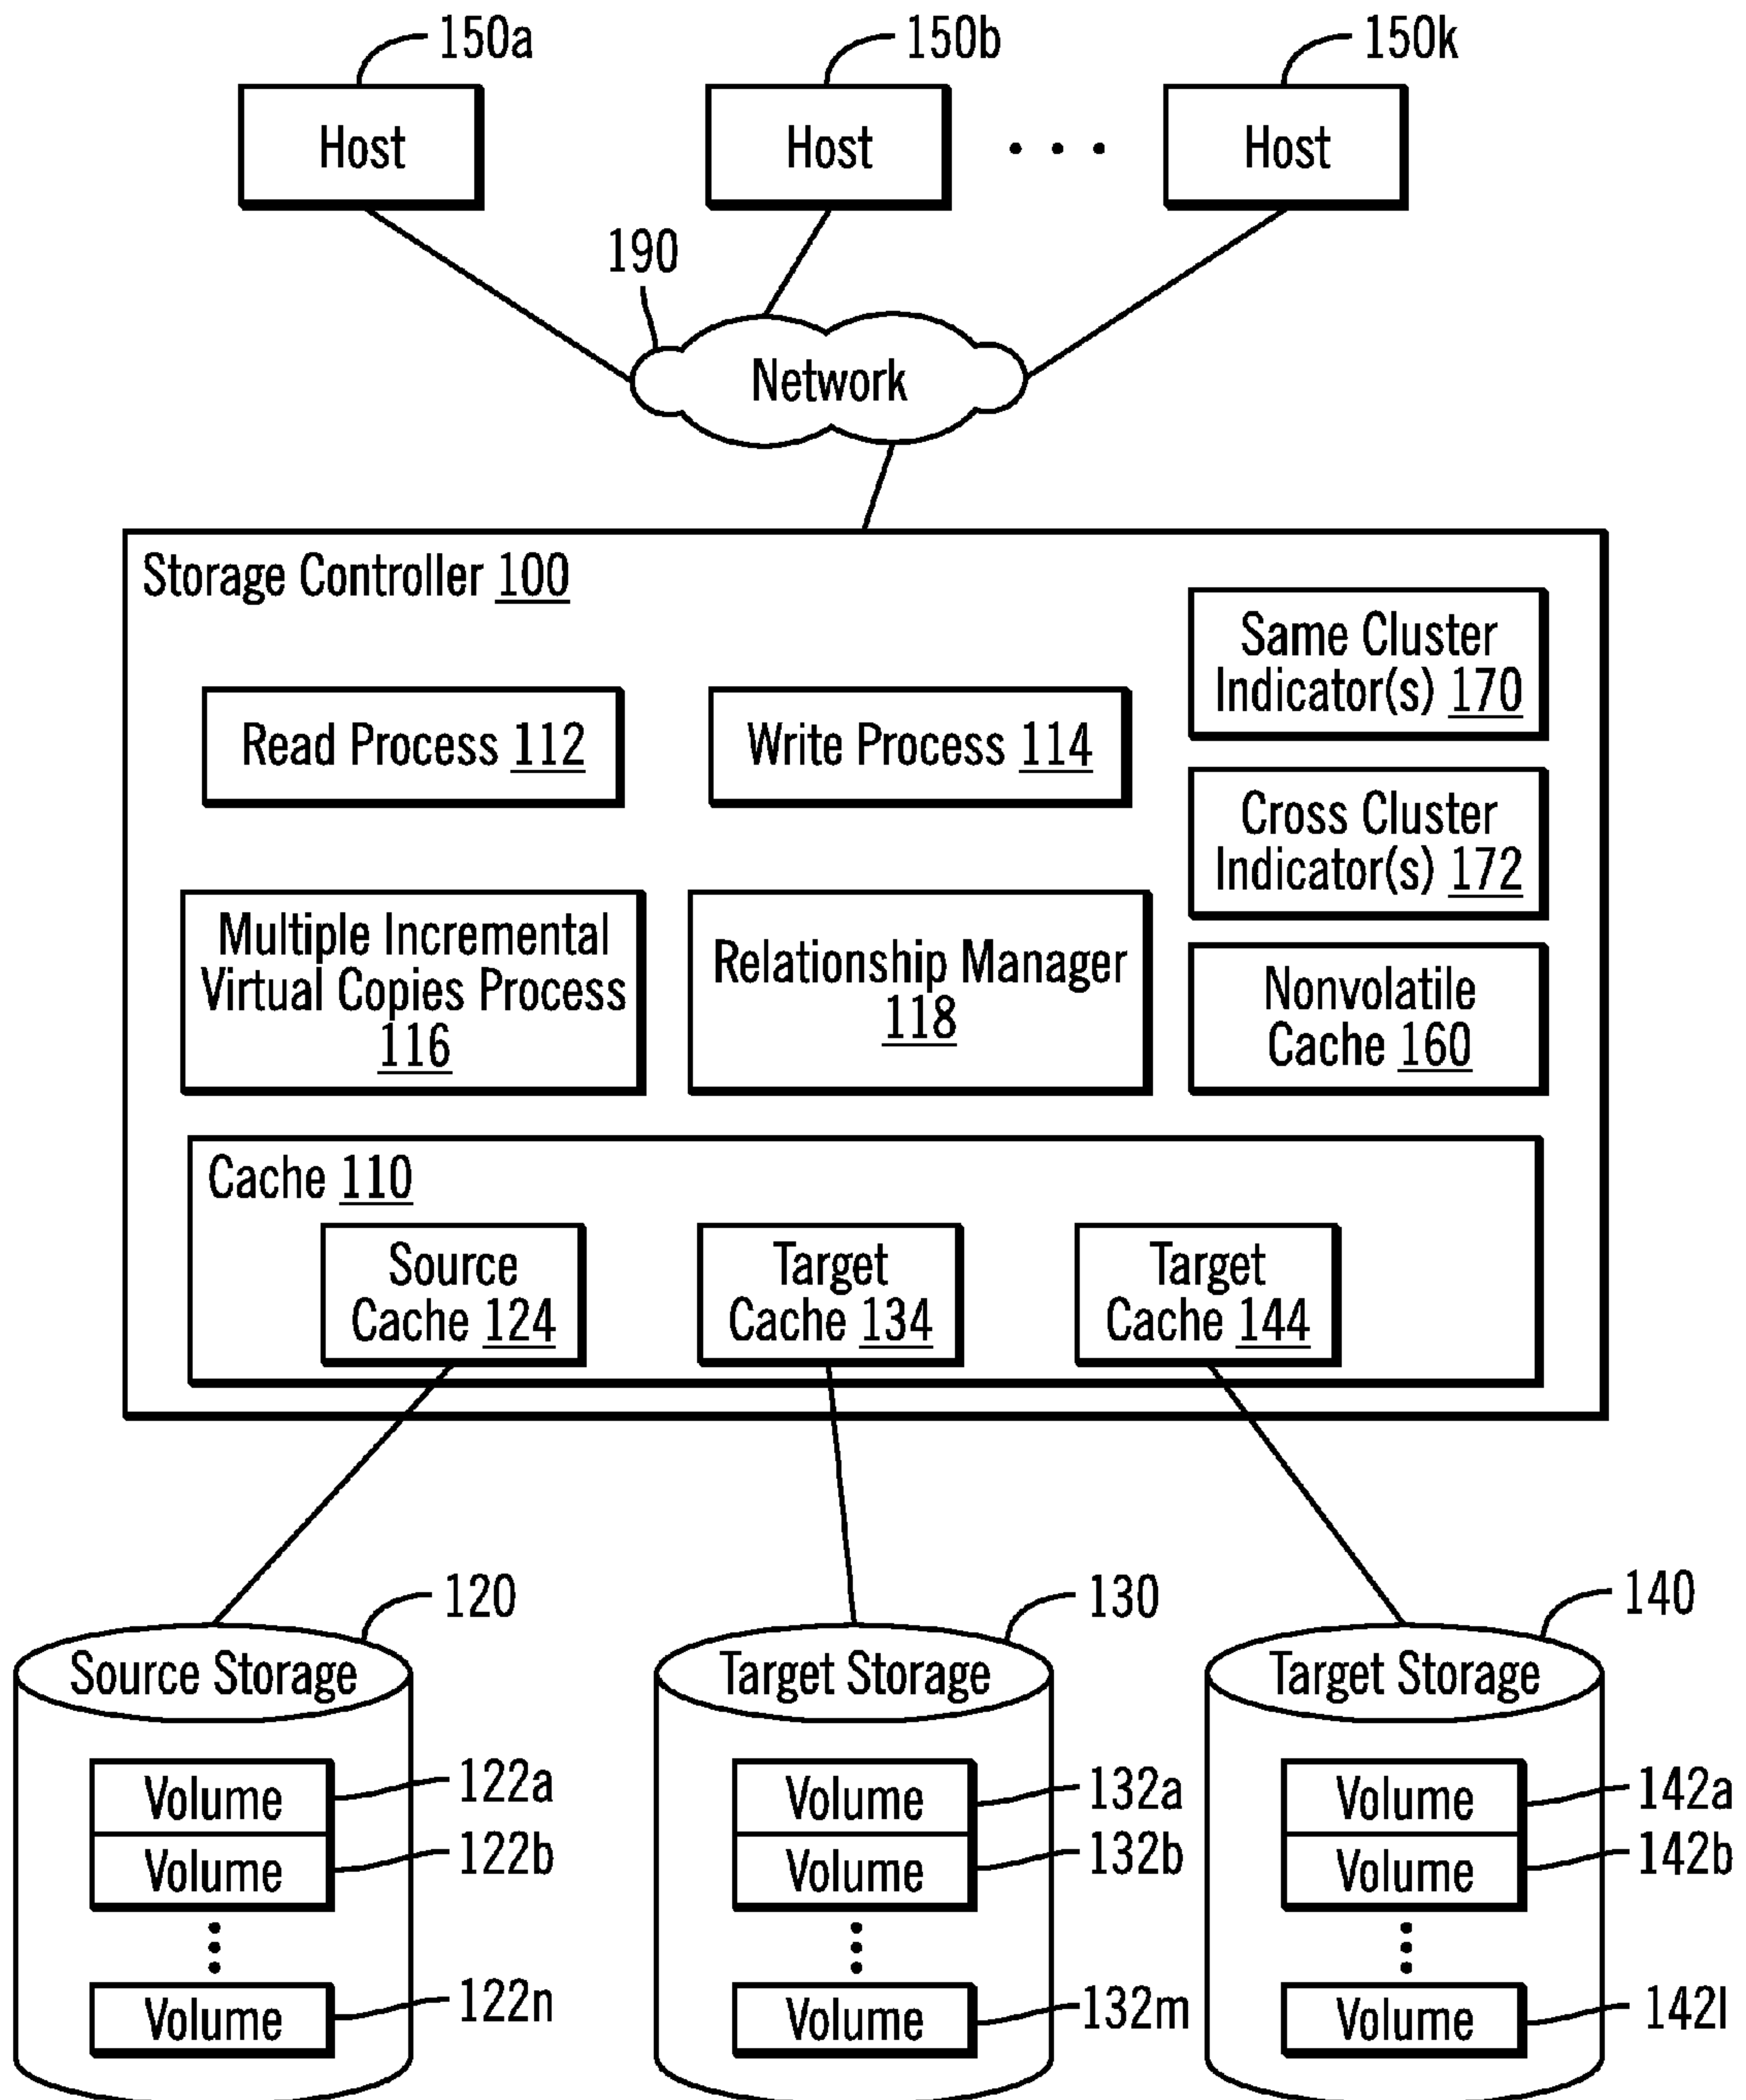 150a
150b
150k
Host
Host
Host
190
Network
Storage Controller 100
Same Cluster
Indicator(s) 170
Read Process 112
Write Process 114
Cross Cluster
Indicator(s) 172
Multiple Incremental
Virtual Copies Process
116
Relationship Manager
118
Nonvolatile
Cache 160
Cache 110
Source
Cache 124
Target
Cache 134
Target
Cache 144
120
130
140
Source Storage
Target Storage
Target Storage
Volume
122a
Volume
132a
Volume
142a
Volume
122b
Volume
132b
Volume
142b
Volume
122n
Volume
132m
Volume
142l